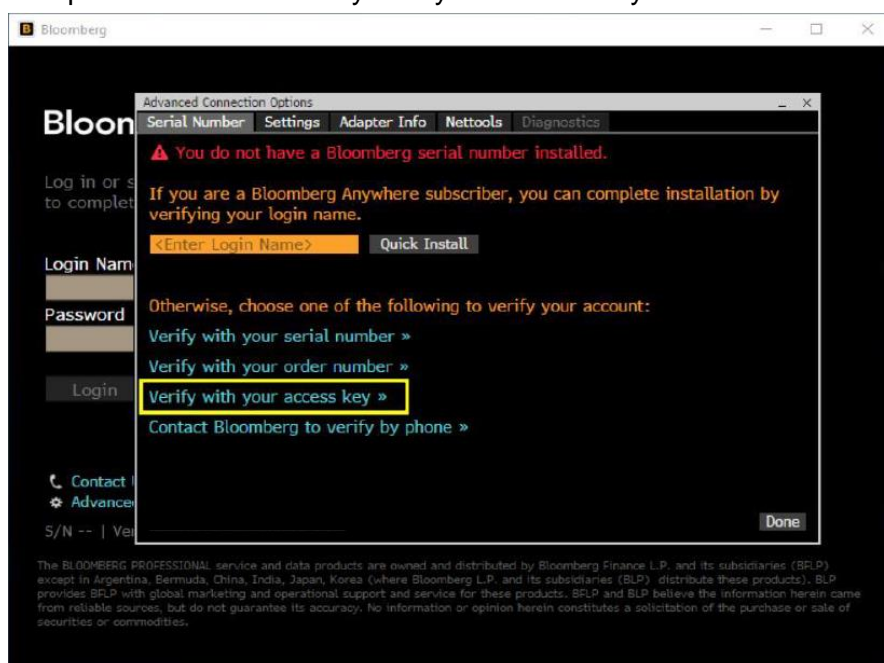 Bloomberg
Advanced Connection Options
Bloon
Serial Number Settings Adapter Info Nettools Diagnostics
You do not have a Bloomberg serial number installed.
Log in or s
to complet
If you are a Bloomberg Anywhere subscriber, you can complete installation by
verifying your login name.
<Enter Login Name> Quick Install
Login Nam
Otherwise, choose one of the following to verify your account:
Password
Verify with your serial number »
Verify with your order number »
Login
Verify with your access key »
Contact Bloomberg to verify by phone »
Contact
Advance
Done
S/N -- | Ver
The BLOOMBERG PROFESSIONAL service and data products are owned and distributed by Bloomberg Finance L.P. and its subsidiaries (BFLP)
except in Argentina, Bermuda, China, India, Japan, Korea (where Bloomberg L.P. and its subsidiaries (BLP) distribute these products). BLP
provides BFLP with global marketing and operational support and service for these products. BFLP and BLP believe the information herein came
from reliable sources, but do not guarantee its accuracy. No information or opinion herein constitutes a solicitation of the purchase or sale of
securities or commodities.